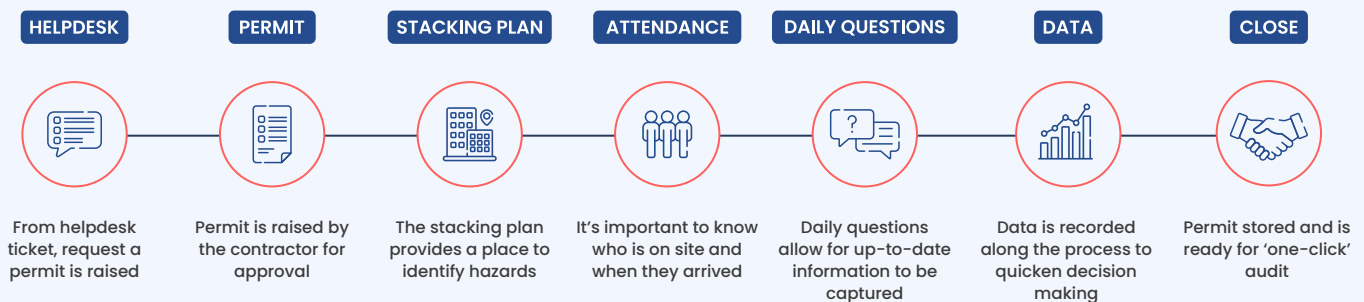 HELPDESK
PERMIT
STACKING PLAN
ATTENDANCE
DAILY QUESTIONS
DATA
CLOSE
?
From helpdesk
ticket, request a
permit is raised
Permit is raised by
the contractor for
approval
The stacking plan
provides a place to
identify hazards
It’s important to know
who is on site and
when they arrived
Daily questions
allow for up-to-date
information to be
captured
Data is recorded
along the process to
quicken decision
making
Permit stored and is
ready for ‘one-click’
audit